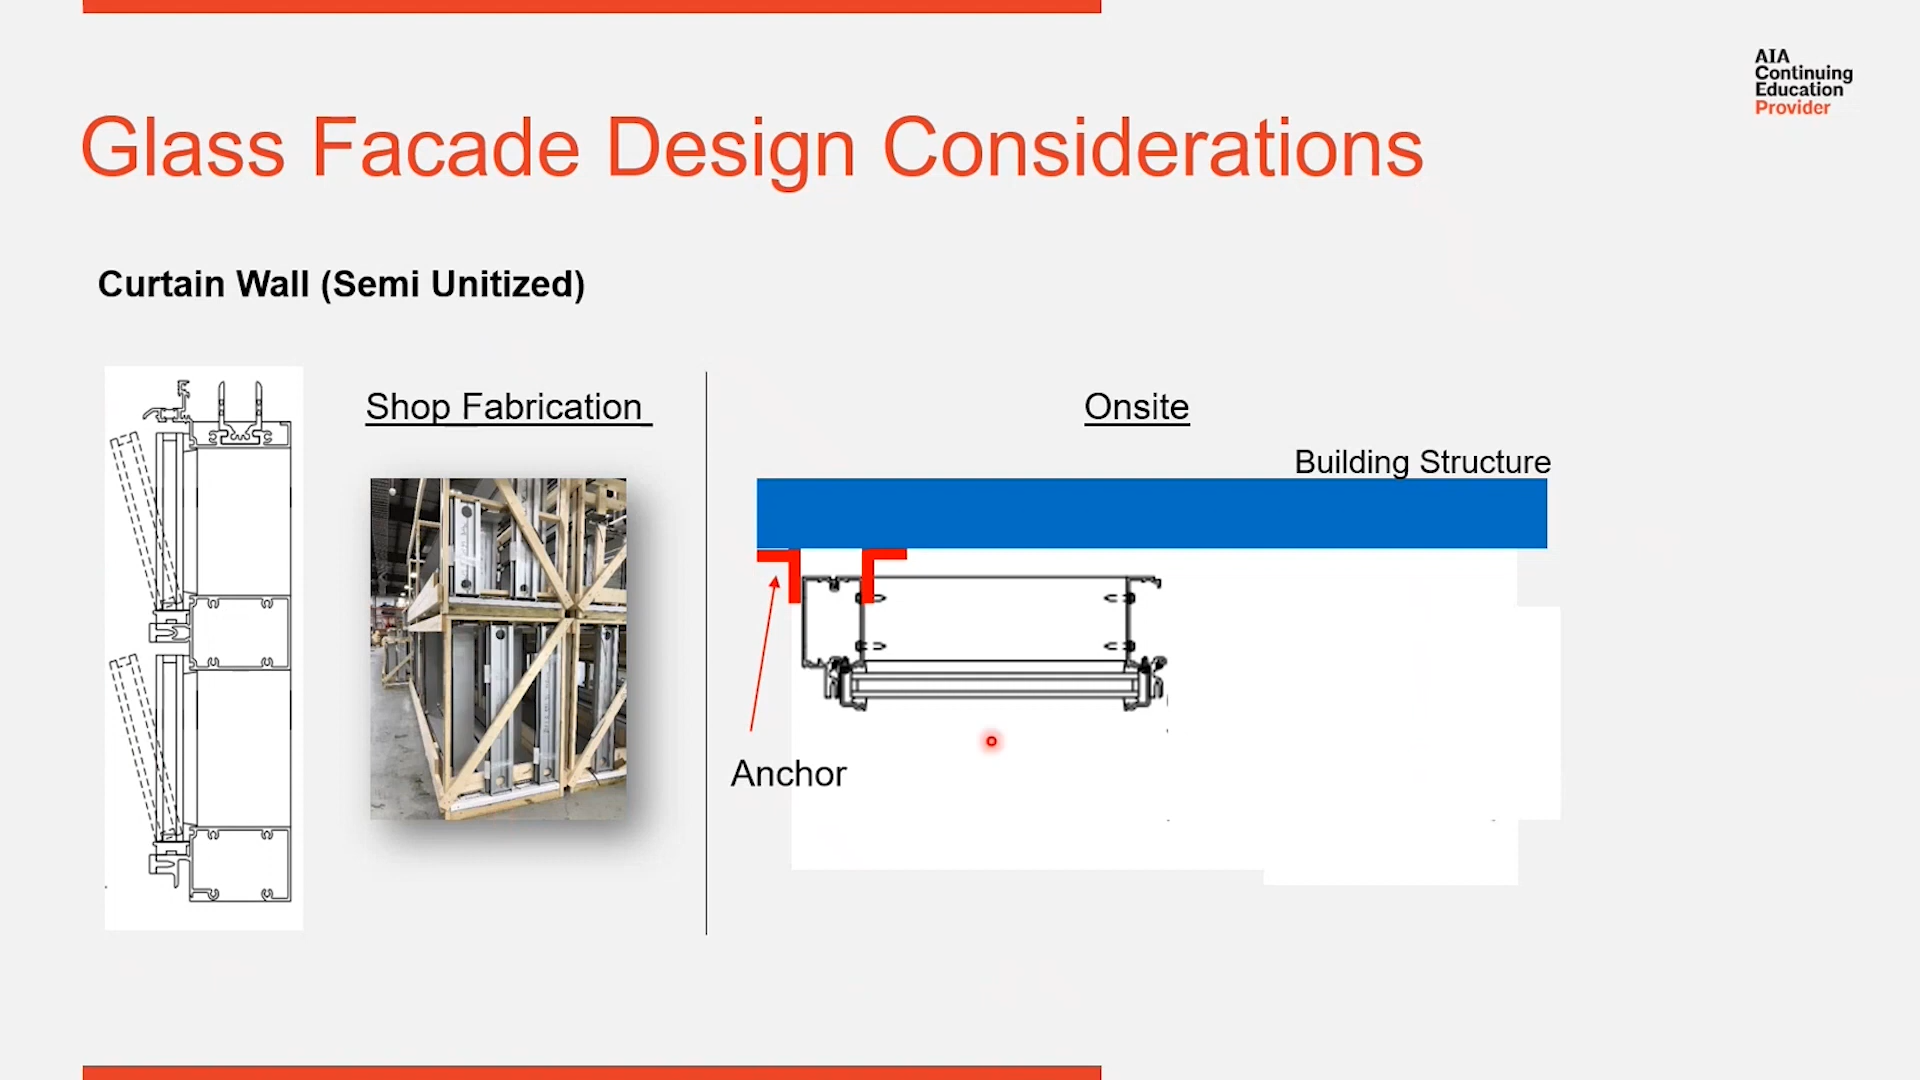 AIA
Continuing
Education
Provider
Glass Facade Design Considerations
Curtain Wall (Semi Unitized)
Shop Fabrication
Onsite
Building Structure
Anchor